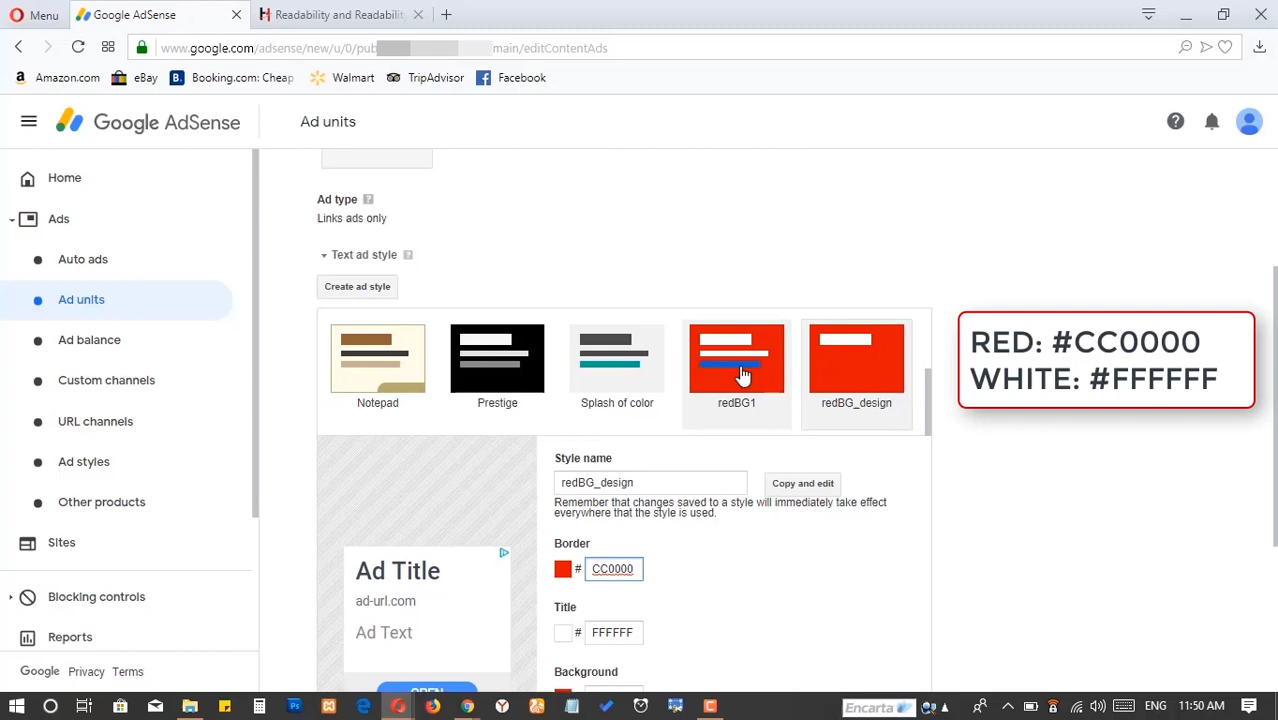 Menu
Google AdSense
Readability and Readability
www.google.com/adsense/new/u/0/pub main/editContentAds
Amazon.com
eBay
Booking.com: Cheap
Walmart
TripAdvisor
Facebook
Google AdSense
Ad units
Home
Ads
Auto ads
Ad units
Ad balance
Custom channels
URL channels
Ad styles
Other products
Sites
Blocking controls
Reports
Google Privacy Terms
Ad type ?
Links ads only
Text ad style ?
Create ad style
Notepad
Prestige
Splash of color
redBG1
redBG_design
RED: #CC0000
WHITE: #FFFFFF
Style name
redBG_design
Copy and edit
Remember that changes saved to a style will immediately take effect
everywhere that the style is used.
Border
# CC0000
Title
# FFFFFF
Background
Ad Title
ad-url.com
Ad Text
OPEN
Encarta
ENG
11:50 AM